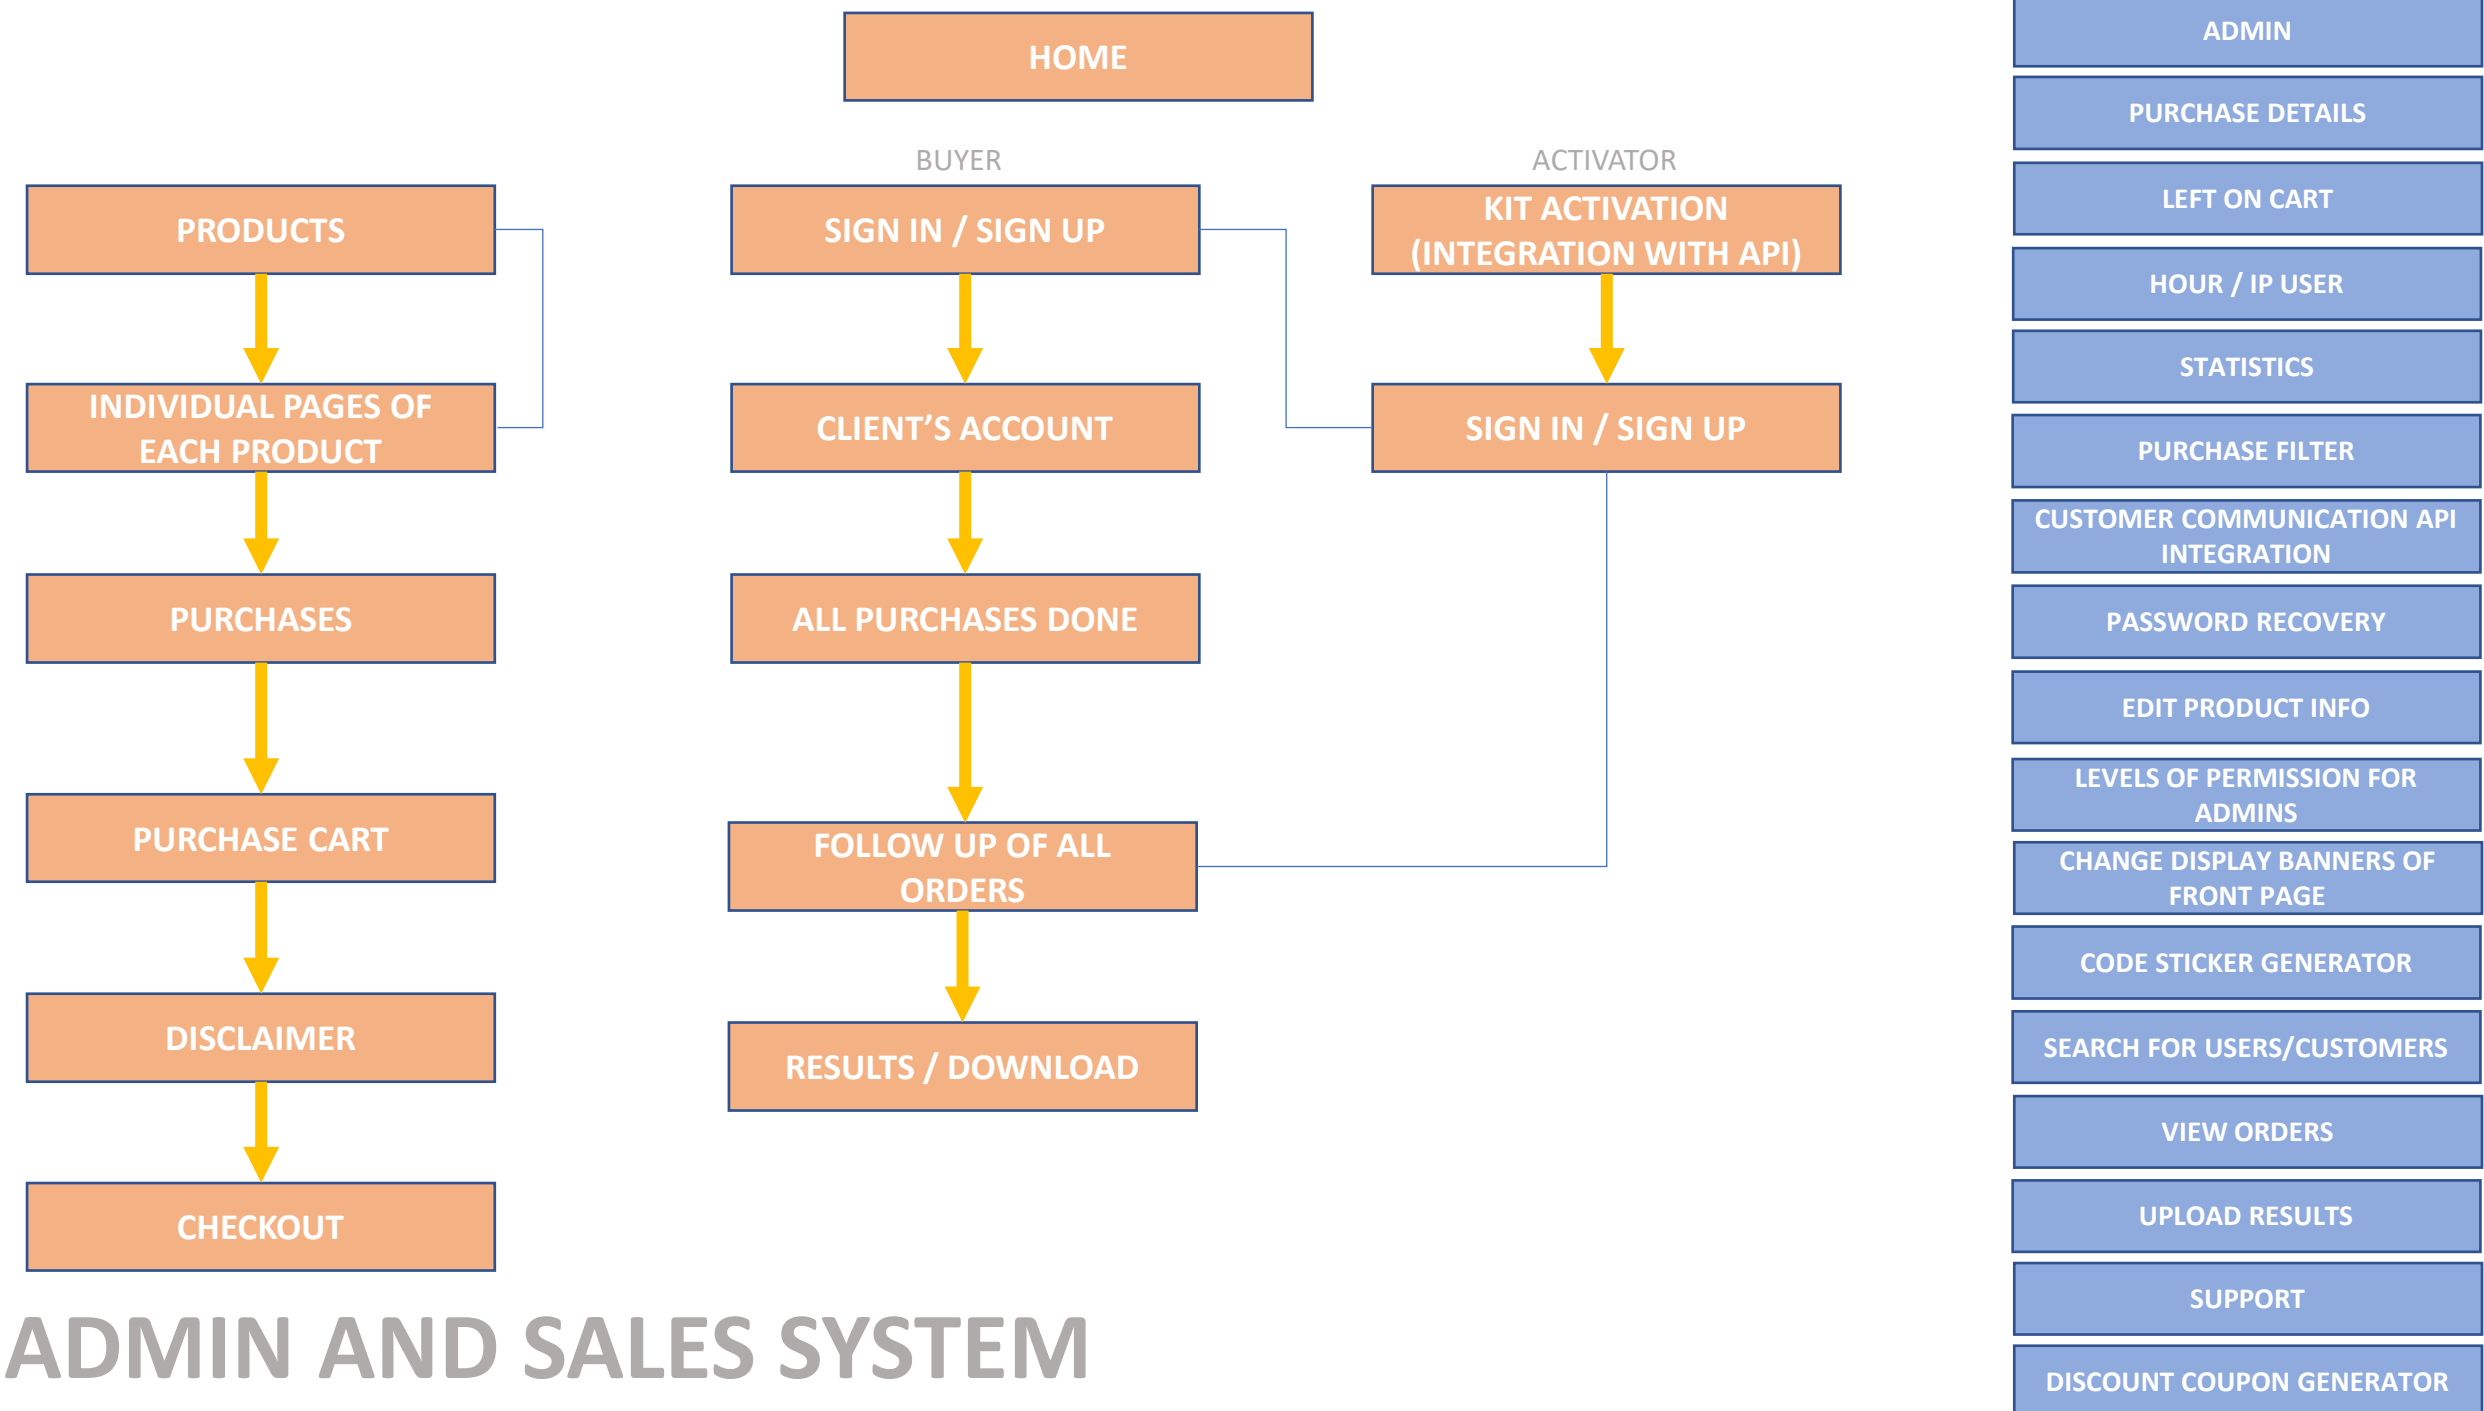 HOME
PRODUCTS
INDIVIDUAL PAGES OF
EACH PRODUCT
PURCHASES
PURCHASE CART
DISCLAIMER
CHECKOUT
BUYER
SIGN IN / SIGN UP
CLIENT’S ACCOUNT
ALL PURCHASES DONE
FOLLOW UP OF ALL
ORDERS
RESULTS / DOWNLOAD
ACTIVATOR
KIT ACTIVATION
(INTEGRATION WITH API)
SIGN IN / SIGN UP
ADMIN
PURCHASE DETAILS
LEFT ON CART
HOUR / IP USER
STATISTICS
PURCHASE FILTER
CUSTOMER COMMUNICATION API
INTEGRATION
PASSWORD RECOVERY
EDIT PRODUCT INFO
LEVELS OF PERMISSION FOR
ADMINS
CHANGE DISPLAY BANNERS OF
FRONT PAGE
CODE STICKER GENERATOR
SEARCH FOR USERS/CUSTOMERS
VIEW ORDERS
UPLOAD RESULTS
SUPPORT
DISCOUNT COUPON GENERATOR
ADMIN AND SALES SYSTEM